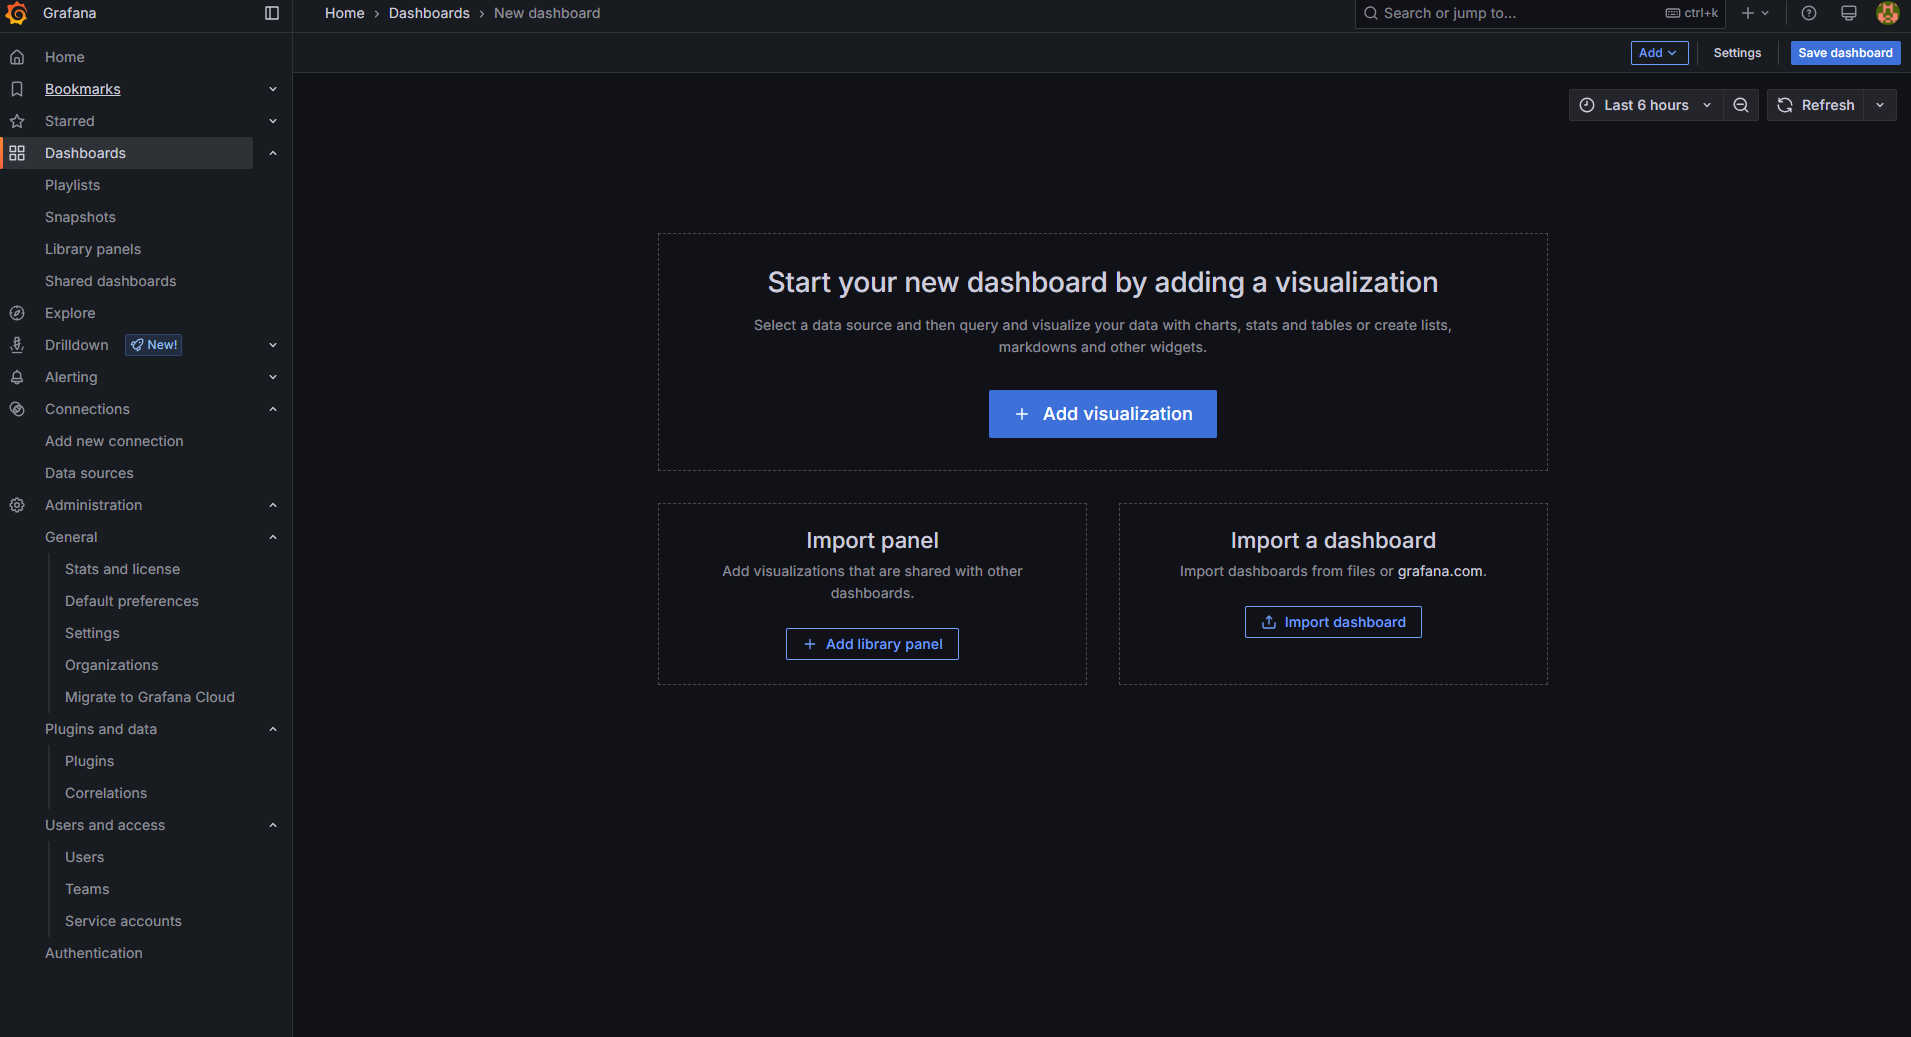 Grafana
Home › Dashboards › New dashboard
Search or jump to...
ctrl+k
Add
Settings
Save dashboard
Last 6 hours
Refresh
Home
Bookmarks
Starred
Dashboards
Playlists
Snapshots
Library panels
Shared dashboards
Explore
Drilldown New!
Alerting
Connections
Add new connection
Data sources
Administration
General
Stats and license
Default preferences
Settings
Organizations
Migrate to Grafana Cloud
Plugins and data
Plugins
Correlations
Users and access
Users
Teams
Service accounts
Authentication
Start your new dashboard by adding a visualization
Select a data source and then query and visualize your data with charts, stats and tables or create lists,
markdowns and other widgets.
Add visualization
Import panel
Add visualizations that are shared with other
dashboards.
Add library panel
Import a dashboard
Import dashboards from files or grafana.com.
Import dashboard